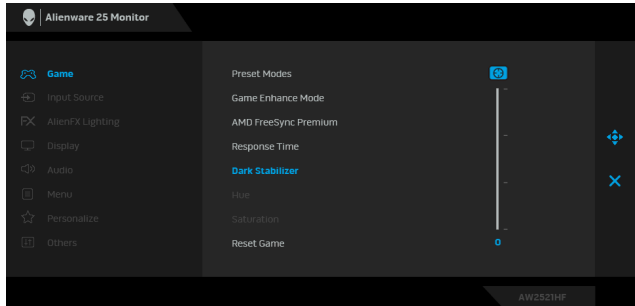 Alienware 25 Monitor
Game
Input Source
AlienFX Lighting
Display
Audio
Menu
Personalize
Others
Preset Modes
Game Enhance Mode
AMD FreeSync Premium
Response Time
Dark Stabilizer
Hue
Saturation
Reset Game
0
AW2521HF